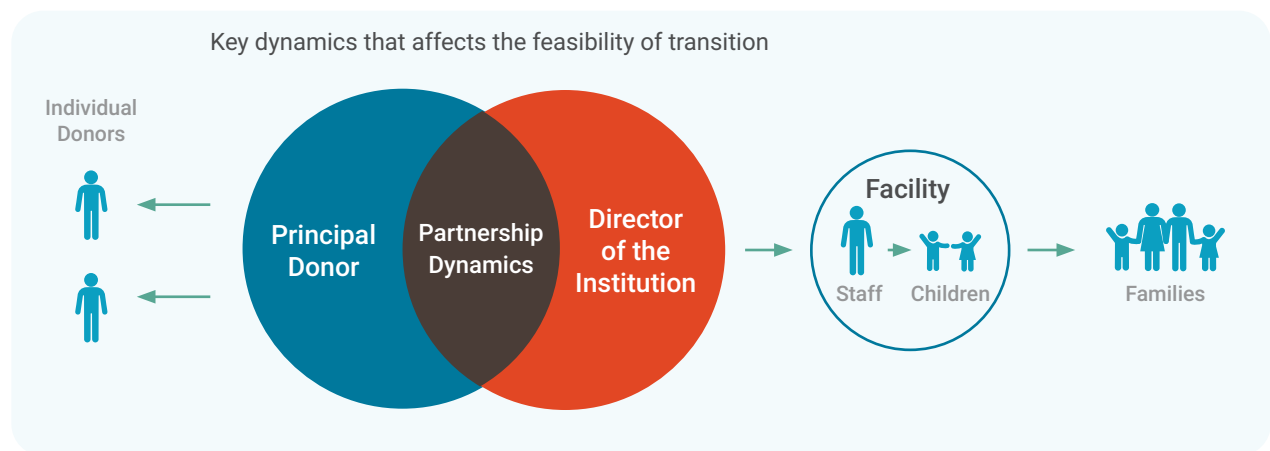 Key dynamics that affects the feasibility of transition
Individual
Donors
Principal
Donor
Partnership
Dynamics
Director
of the
Institution
Facility
Staff
Children
Families